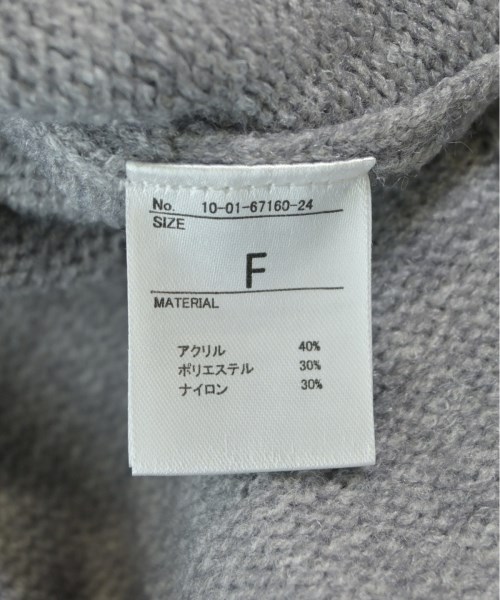 No. 10-01-67160-24
SIZE
F
MATERIAL
アクリル 40%
ポリエステル 30%
ナイロン 30%